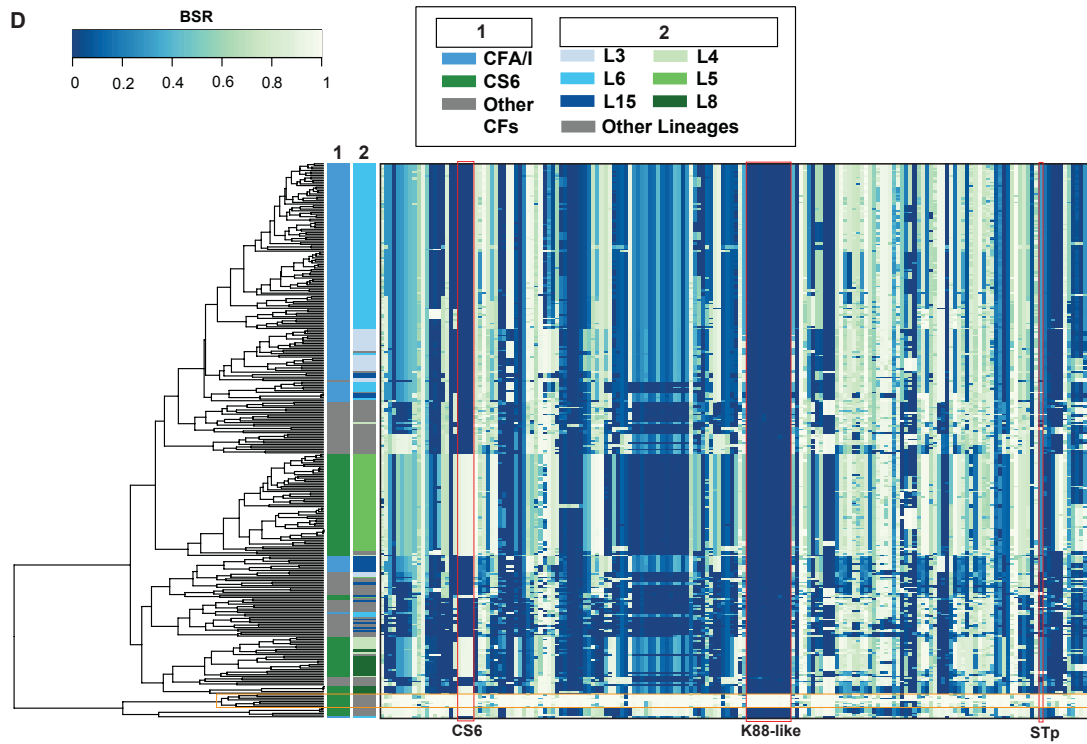 D
BSR
0 0.2 0.4 0.6 0.8 1
1 2
CFA/I L3 L4
CS6 L6 L5
Other L15 L8
CFs Other Lineages
1 2
CS6 K88-like STp